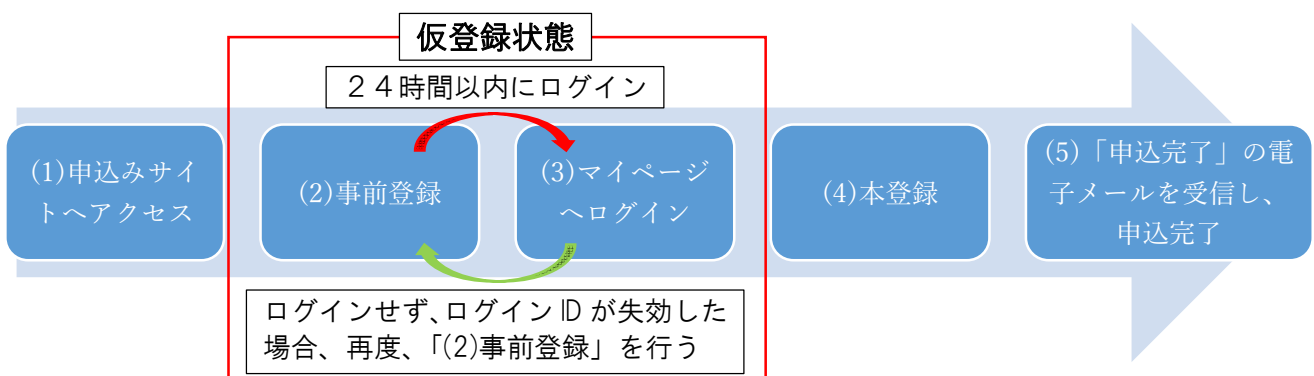 仮登録状態
２４時間以内にログイン
(1)申込みサイ
トへアクセス
(2)事前登録
(3)マイページ
へログイン
(4)本登録
(5)「申込完了」の電
子メールを受信し、
申込完了
ログインせず、ログインIDが失効した
場合、再度、「(2)事前登録」を行う